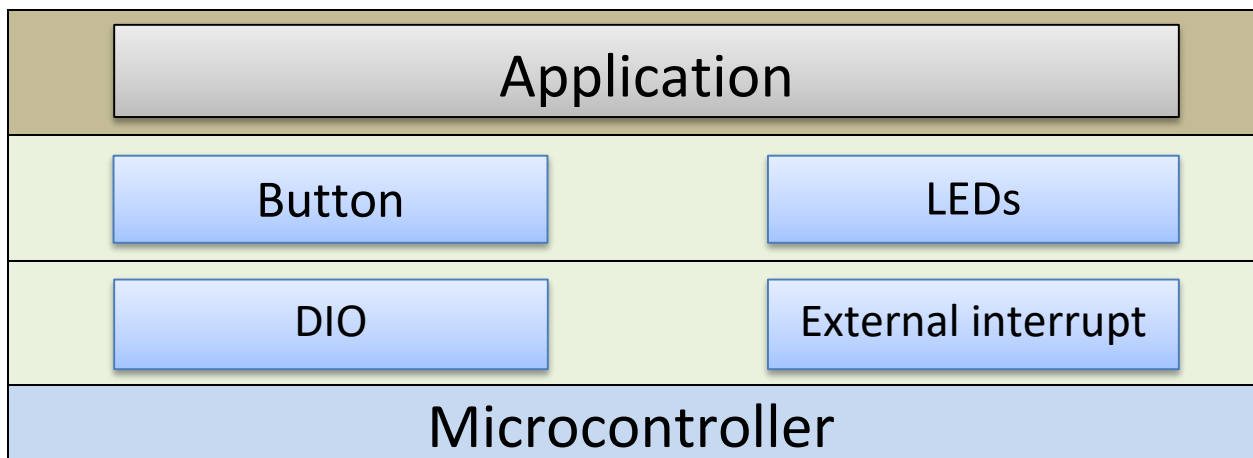 Application
Button
LEDs
DIO
External interrupt
Microcontroller